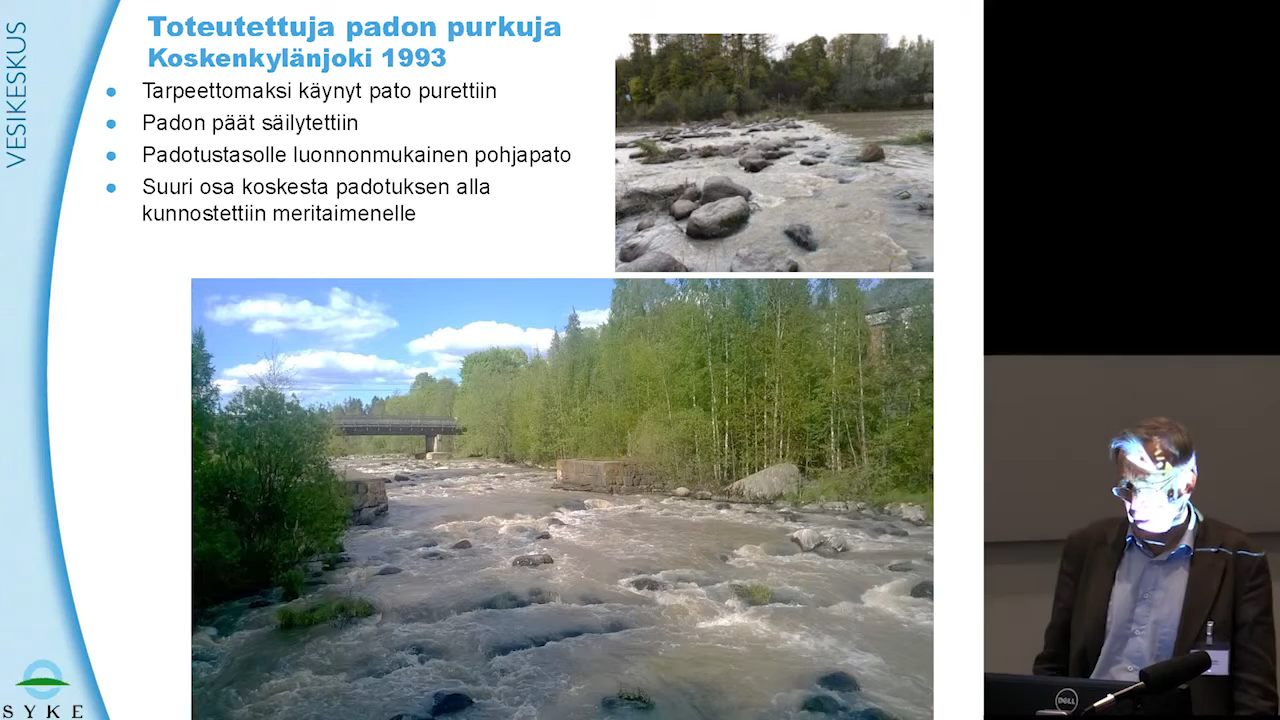 VESIKESKUS
Toteutettuja padon purkuja
Koskenkylänjoki 1993
Tarpeettomaksi käynyt pato purettiin
Padon päät säilytettiin
Padotustasolle luonnonmukainen pohjapato
Suuri osa koskesta padotuksen alla
kunnostettiin meritaimenelle
SYKE
DELL